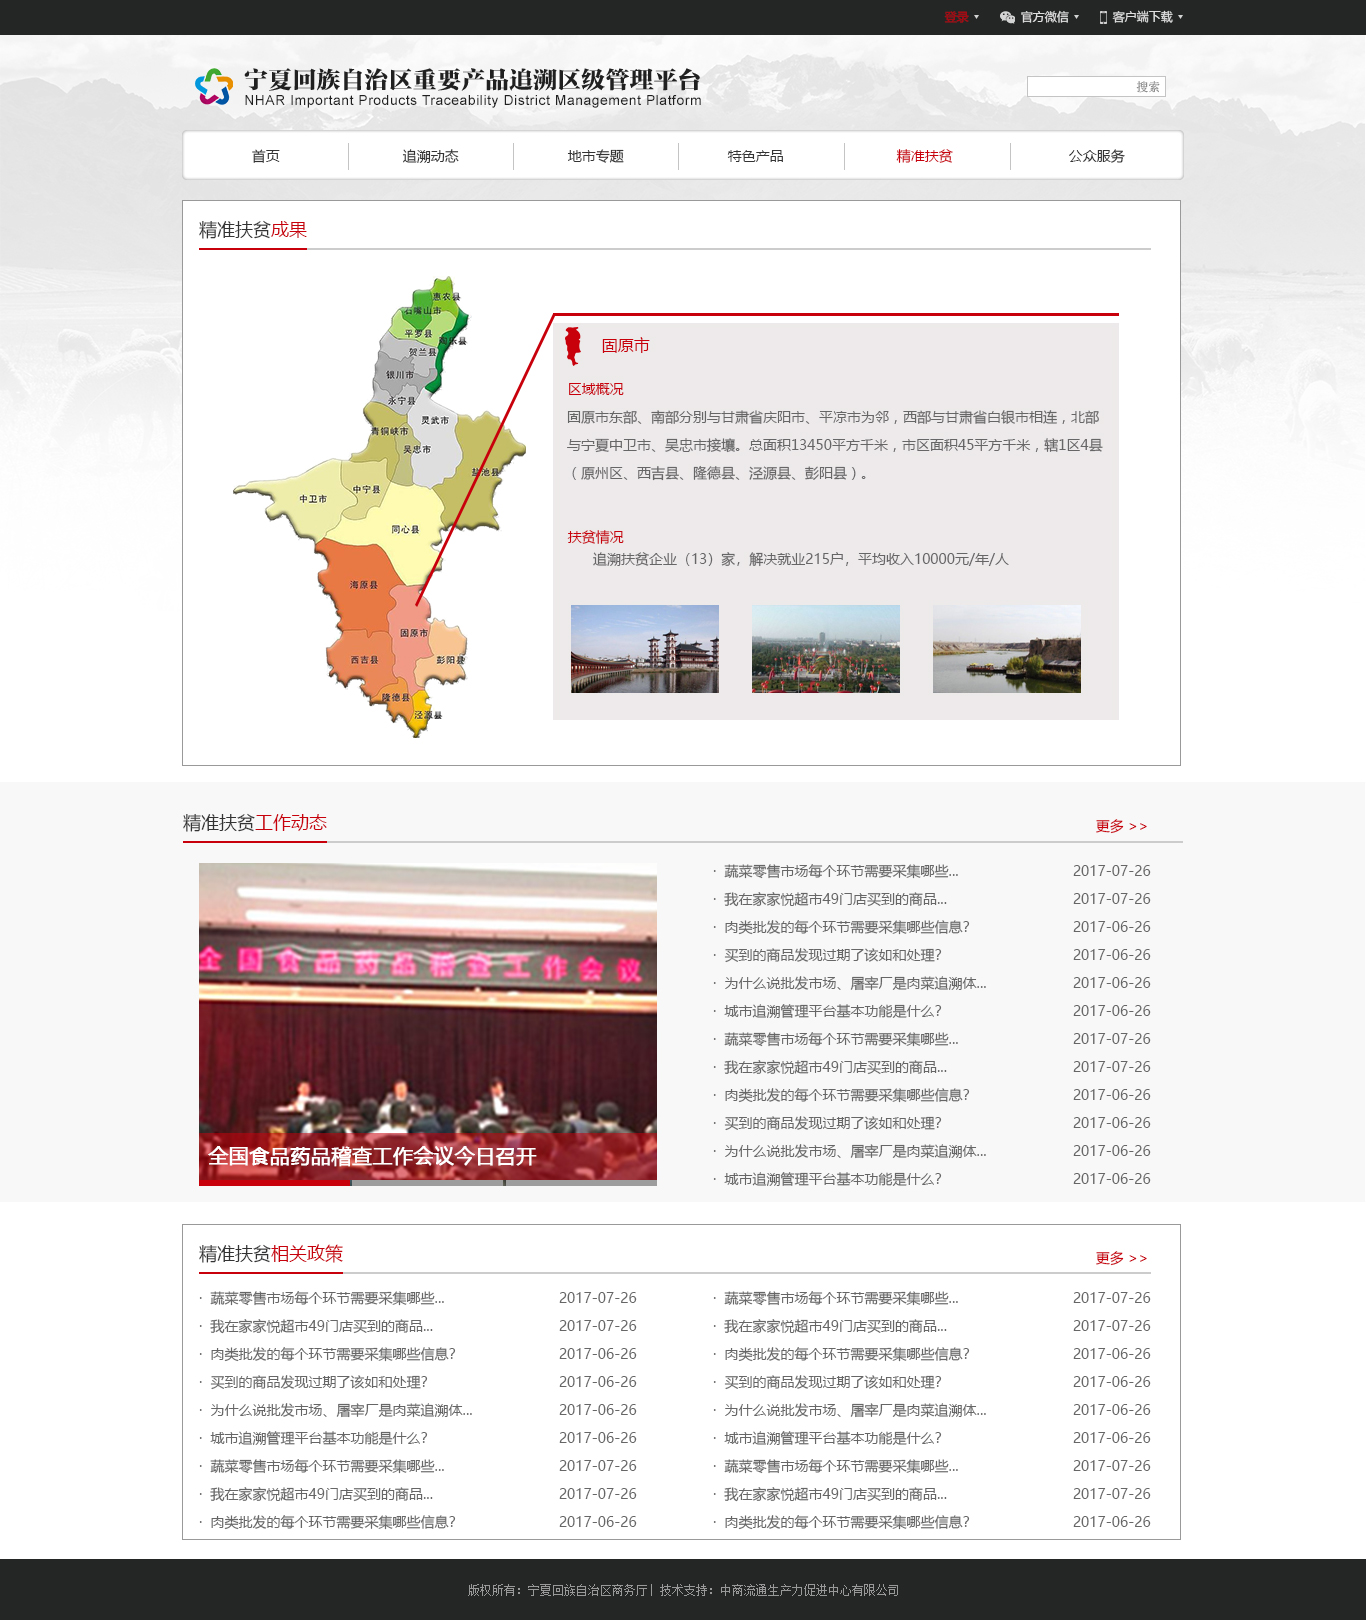 登录
官方微信
客户端下载
宁夏回族自治区重要产品追溯区级管理平台
NHAR Important Products Traceability District Management Platform
搜索
首页
追溯动态
地市专题
特色产品
精准扶贫
公众服务
精准扶贫成果
惠农县
石嘴山市
平罗县
陶乐县
贺兰县
银川市
永宁县
灵武市
青铜峡市
吴忠市
盐池县
中宁县
中卫市
同心县
海原县
固原市
西吉县
彭阳县
隆德县
泾源县
固原市
区域概况
固原市东部、南部分别与甘肃省庆阳市、平凉市为邻，西部与甘肃省白银市相连，北部
与宁夏中卫市、吴忠市接壤。总面积13450平方千米，市区面积45平方千米，辖1区4县
（原州区、西吉县、隆德县、泾源县、彭阳县）。
扶贫情况
追溯扶贫企业（13）家，解决就业215户，平均收入10000元/年/人
精准扶贫工作动态
更多 >>
全国食品药品稽查工作会议
全国食品药品稽查工作会议今日召开
· 蔬菜零售市场每个环节需要采集哪些... 2017-07-26
· 我在家家悦超市49门店买到的商品... 2017-07-26
· 肉类批发的每个环节需要采集哪些信息？ 2017-06-26
· 买到的商品发现过期了该如和处理？ 2017-06-26
· 为什么说批发市场、屠宰厂是肉菜追溯体... 2017-06-26
· 城市追溯管理平台基本功能是什么？ 2017-06-26
· 蔬菜零售市场每个环节需要采集哪些... 2017-07-26
· 我在家家悦超市49门店买到的商品... 2017-07-26
· 肉类批发的每个环节需要采集哪些信息？ 2017-06-26
· 买到的商品发现过期了该如和处理？ 2017-06-26
· 为什么说批发市场、屠宰厂是肉菜追溯体... 2017-06-26
· 城市追溯管理平台基本功能是什么？ 2017-06-26
精准扶贫相关政策
更多 >>
· 蔬菜零售市场每个环节需要采集哪些... 2017-07-26
· 我在家家悦超市49门店买到的商品... 2017-07-26
· 肉类批发的每个环节需要采集哪些信息？ 2017-06-26
· 买到的商品发现过期了该如和处理？ 2017-06-26
· 为什么说批发市场、屠宰厂是肉菜追溯体... 2017-06-26
· 城市追溯管理平台基本功能是什么？ 2017-06-26
· 蔬菜零售市场每个环节需要采集哪些... 2017-07-26
· 我在家家悦超市49门店买到的商品... 2017-07-26
· 肉类批发的每个环节需要采集哪些信息？ 2017-06-26
· 蔬菜零售市场每个环节需要采集哪些... 2017-07-26
· 我在家家悦超市49门店买到的商品... 2017-07-26
· 肉类批发的每个环节需要采集哪些信息？ 2017-06-26
· 买到的商品发现过期了该如和处理？ 2017-06-26
· 为什么说批发市场、屠宰厂是肉菜追溯体... 2017-06-26
· 城市追溯管理平台基本功能是什么？ 2017-06-26
· 蔬菜零售市场每个环节需要采集哪些... 2017-07-26
· 我在家家悦超市49门店买到的商品... 2017-07-26
· 肉类批发的每个环节需要采集哪些信息？ 2017-06-26
版权所有：宁夏回族自治区商务厅| 技术支持：中商流通生产力促进中心有限公司